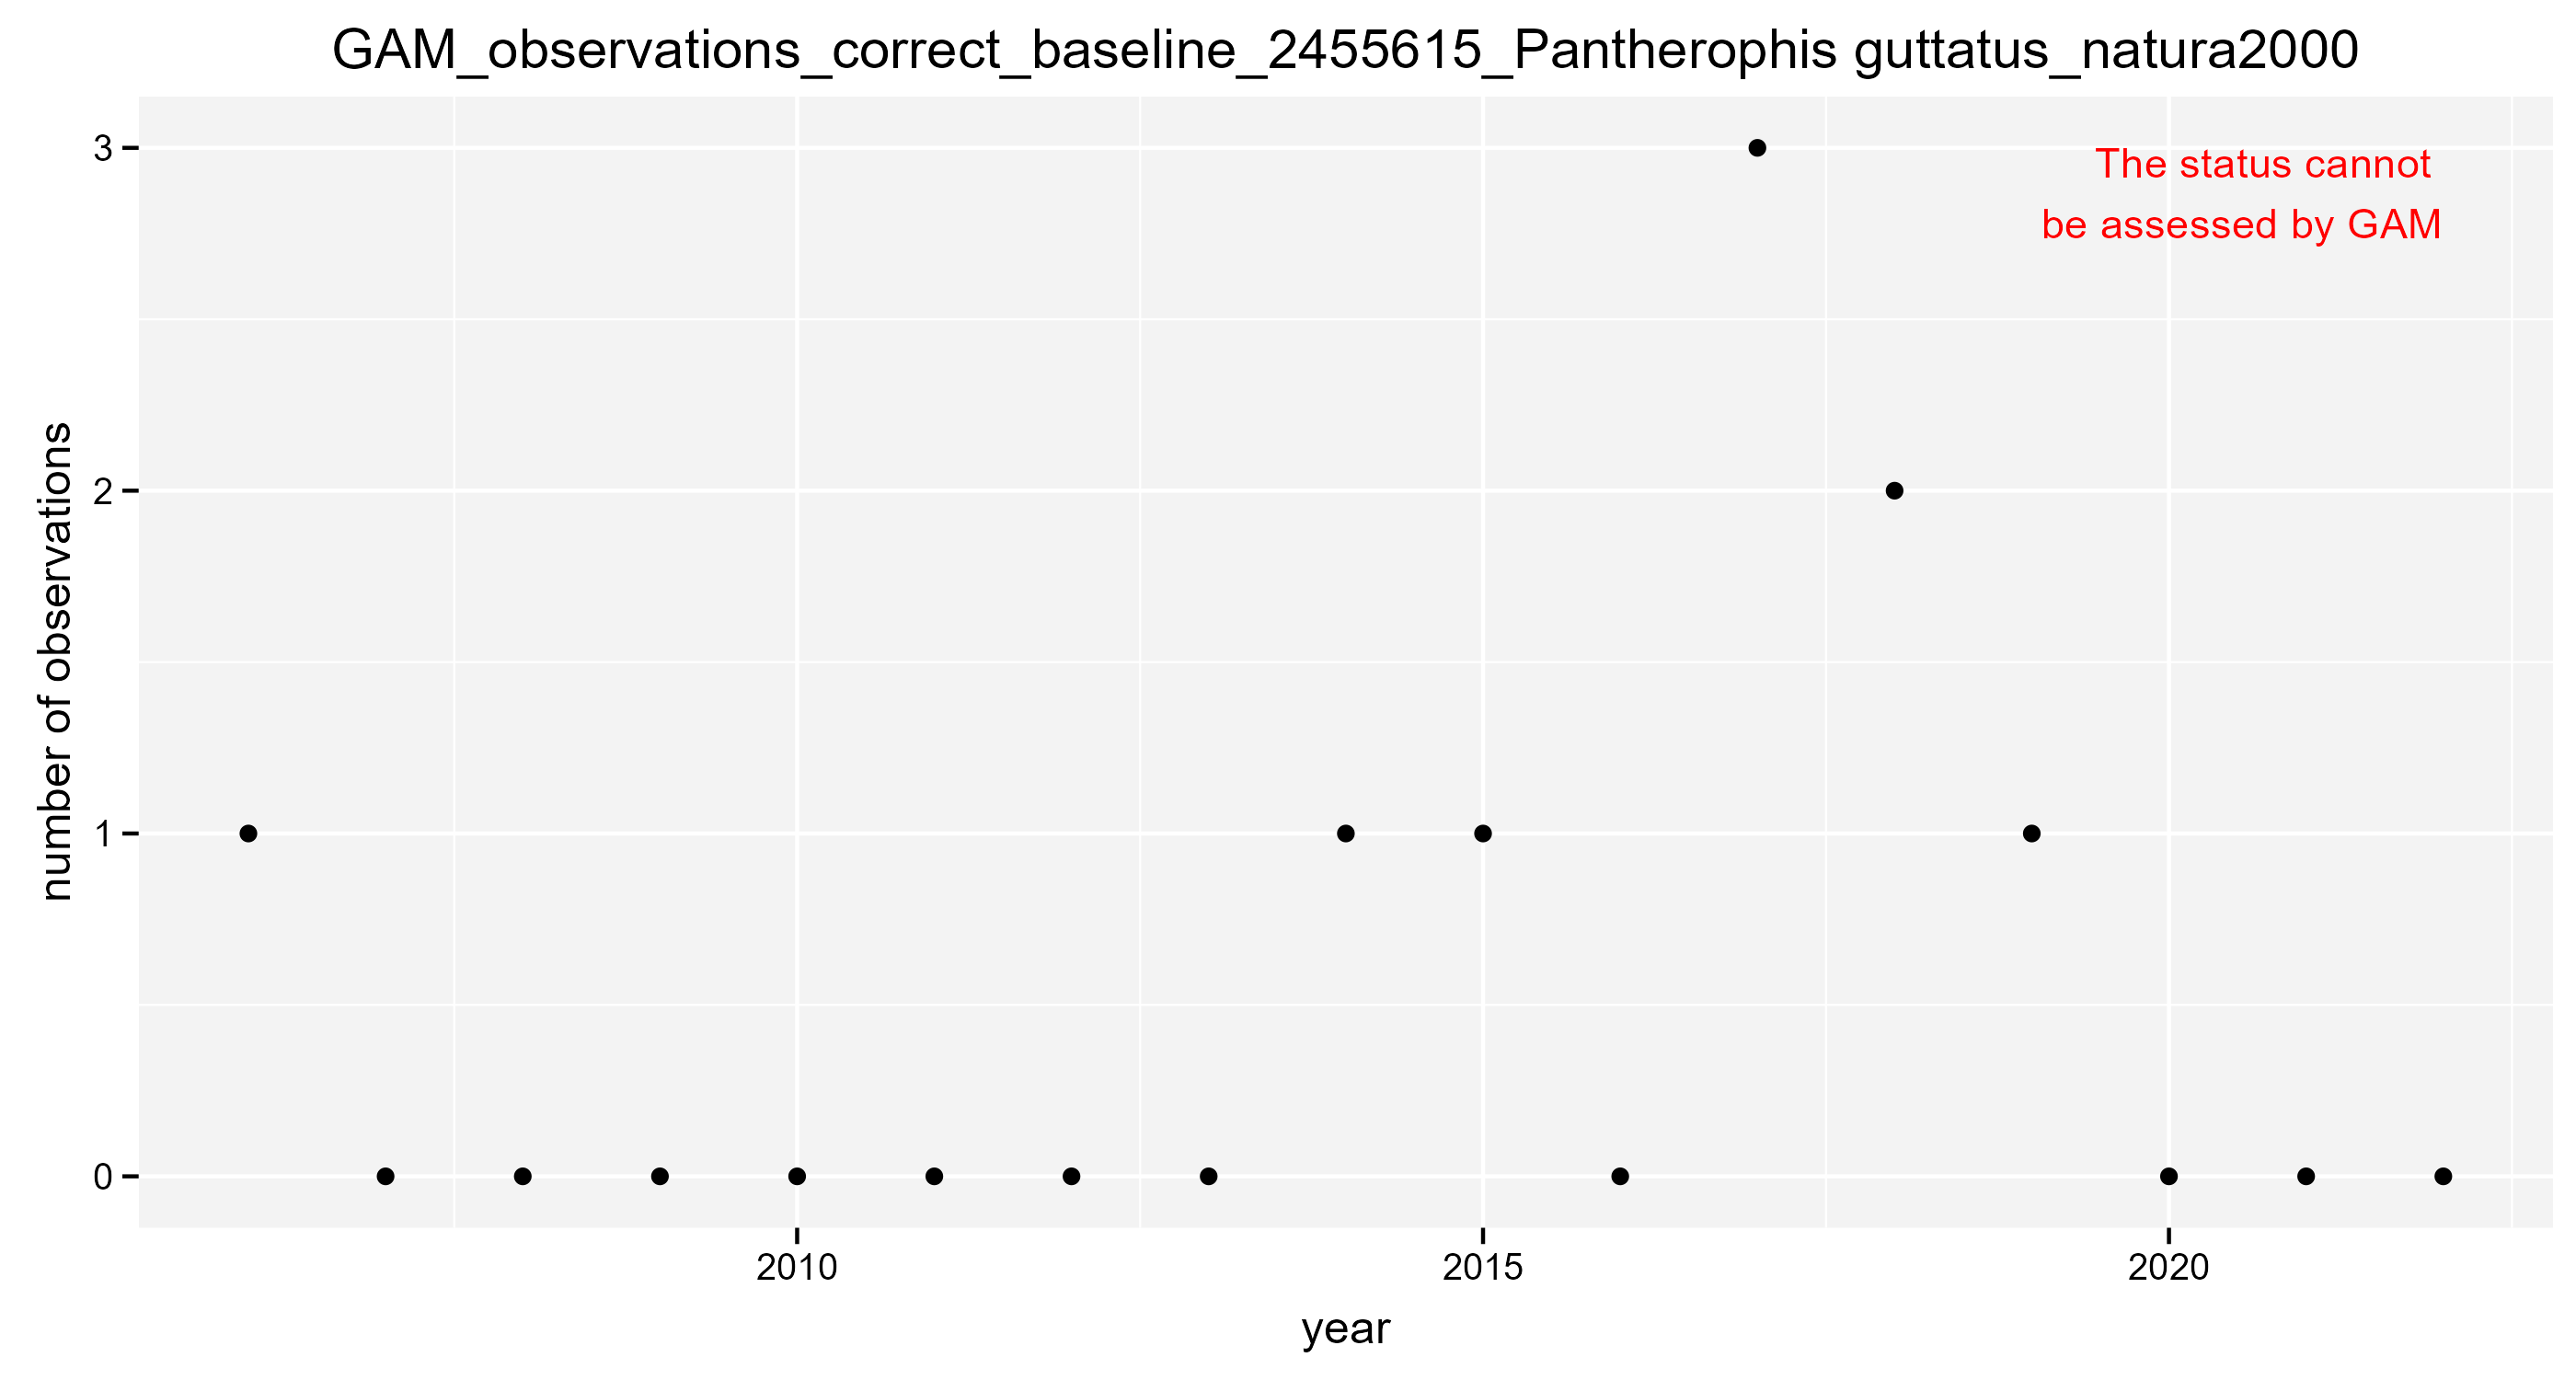 GAM_observations_correct_baseline_2455615_Pantherophis guttatus_natura2000
The status cannot
be assessed by GAM
number of observations
3
2
1
0
2010
2015
2020
year